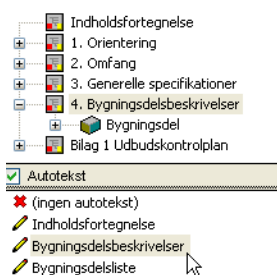 Indholdsfortegnelse
1. Orientering
2. Omfang
3. Generelle specifikationer
4. Bygningsdelsbeskrivelser
Bygningsdel
Bilag 1 Udbudskontrolplan
Autotekst
(ingen autotekst)
Indholdsfortegnelse
Bygningsdelsbeskrivelser
Bygningsdelsliste